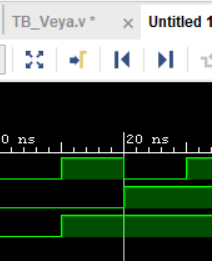 TB_Veya.v * × Untitled 1
0 ns 20 ns